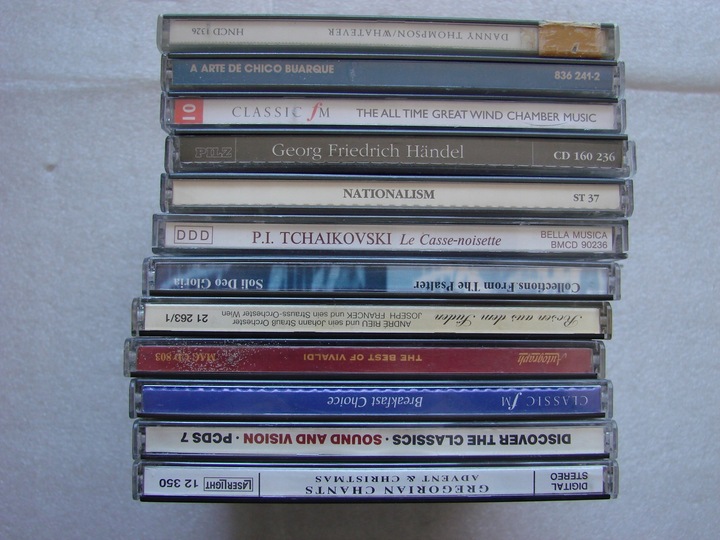 DANNY THOMPSON/WHATEVER
HNCD 1326
A ARTE DE CHICO BUARQUE 836 241-2
10 CLASSIC fM THE ALL TIME GREAT WIND CHAMBER MUSIC
PILZ Georg Friedrich Händel CD 160 236
NATIONALISM ST 37
DDD P.I. TCHAIKOVSKI Le Casse-noisette BELLA MUSICA
BMCD 90236
Collections From The Psalter Soli Deo Gloria
Rosen aus dem Süden ANDRÉ RIEU und sein Johann Strauß Orchester
JOSEPH FRANCEK und sein Strauss-Orchester Wien 21 263/1
Autograph THE BEST OF VIVALDI MAC CD 803
CLASSIC fM Breakfast Choice
DISCOVER THE CLASSICS · SOUND AND VISION · PCDS 7
DIGITAL
STEREO
GREGORIAN CHANTS
ADVENT & CHRISTMAS
LASERLIGHT 12 350